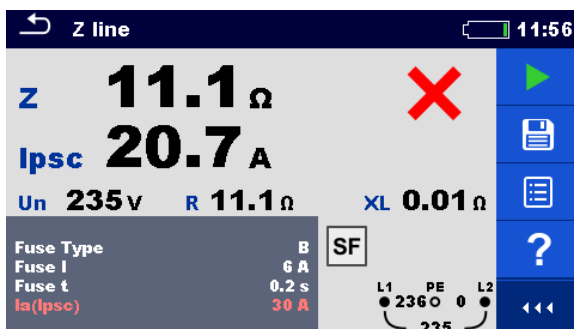 Z line 11:56
Z 11.1 Ω
Ipsc 20.7 A
Un 235 V R 11.1 Ω XL 0.01 Ω
Fuse Type B
Fuse I 6 A
Fuse t 0.2 s
Ia(Ipsc) 30 A
SF
?
L1 PE L2
236 0
235